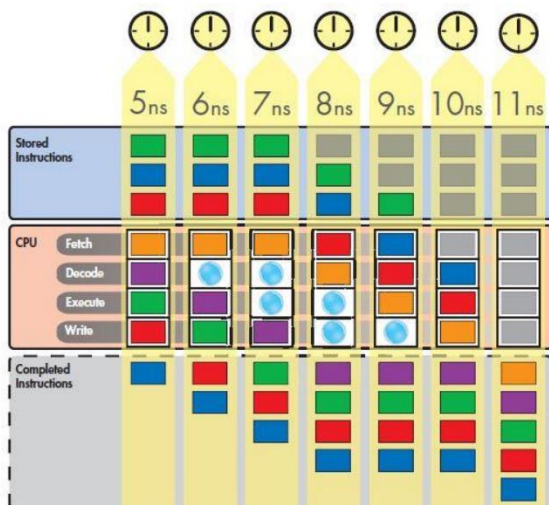 5ns 6ns 7ns 8ns 9ns 10ns 11ns
Stored
Instructions
CPU
Fetch
Decode
Execute
Write
Completed
Instructions